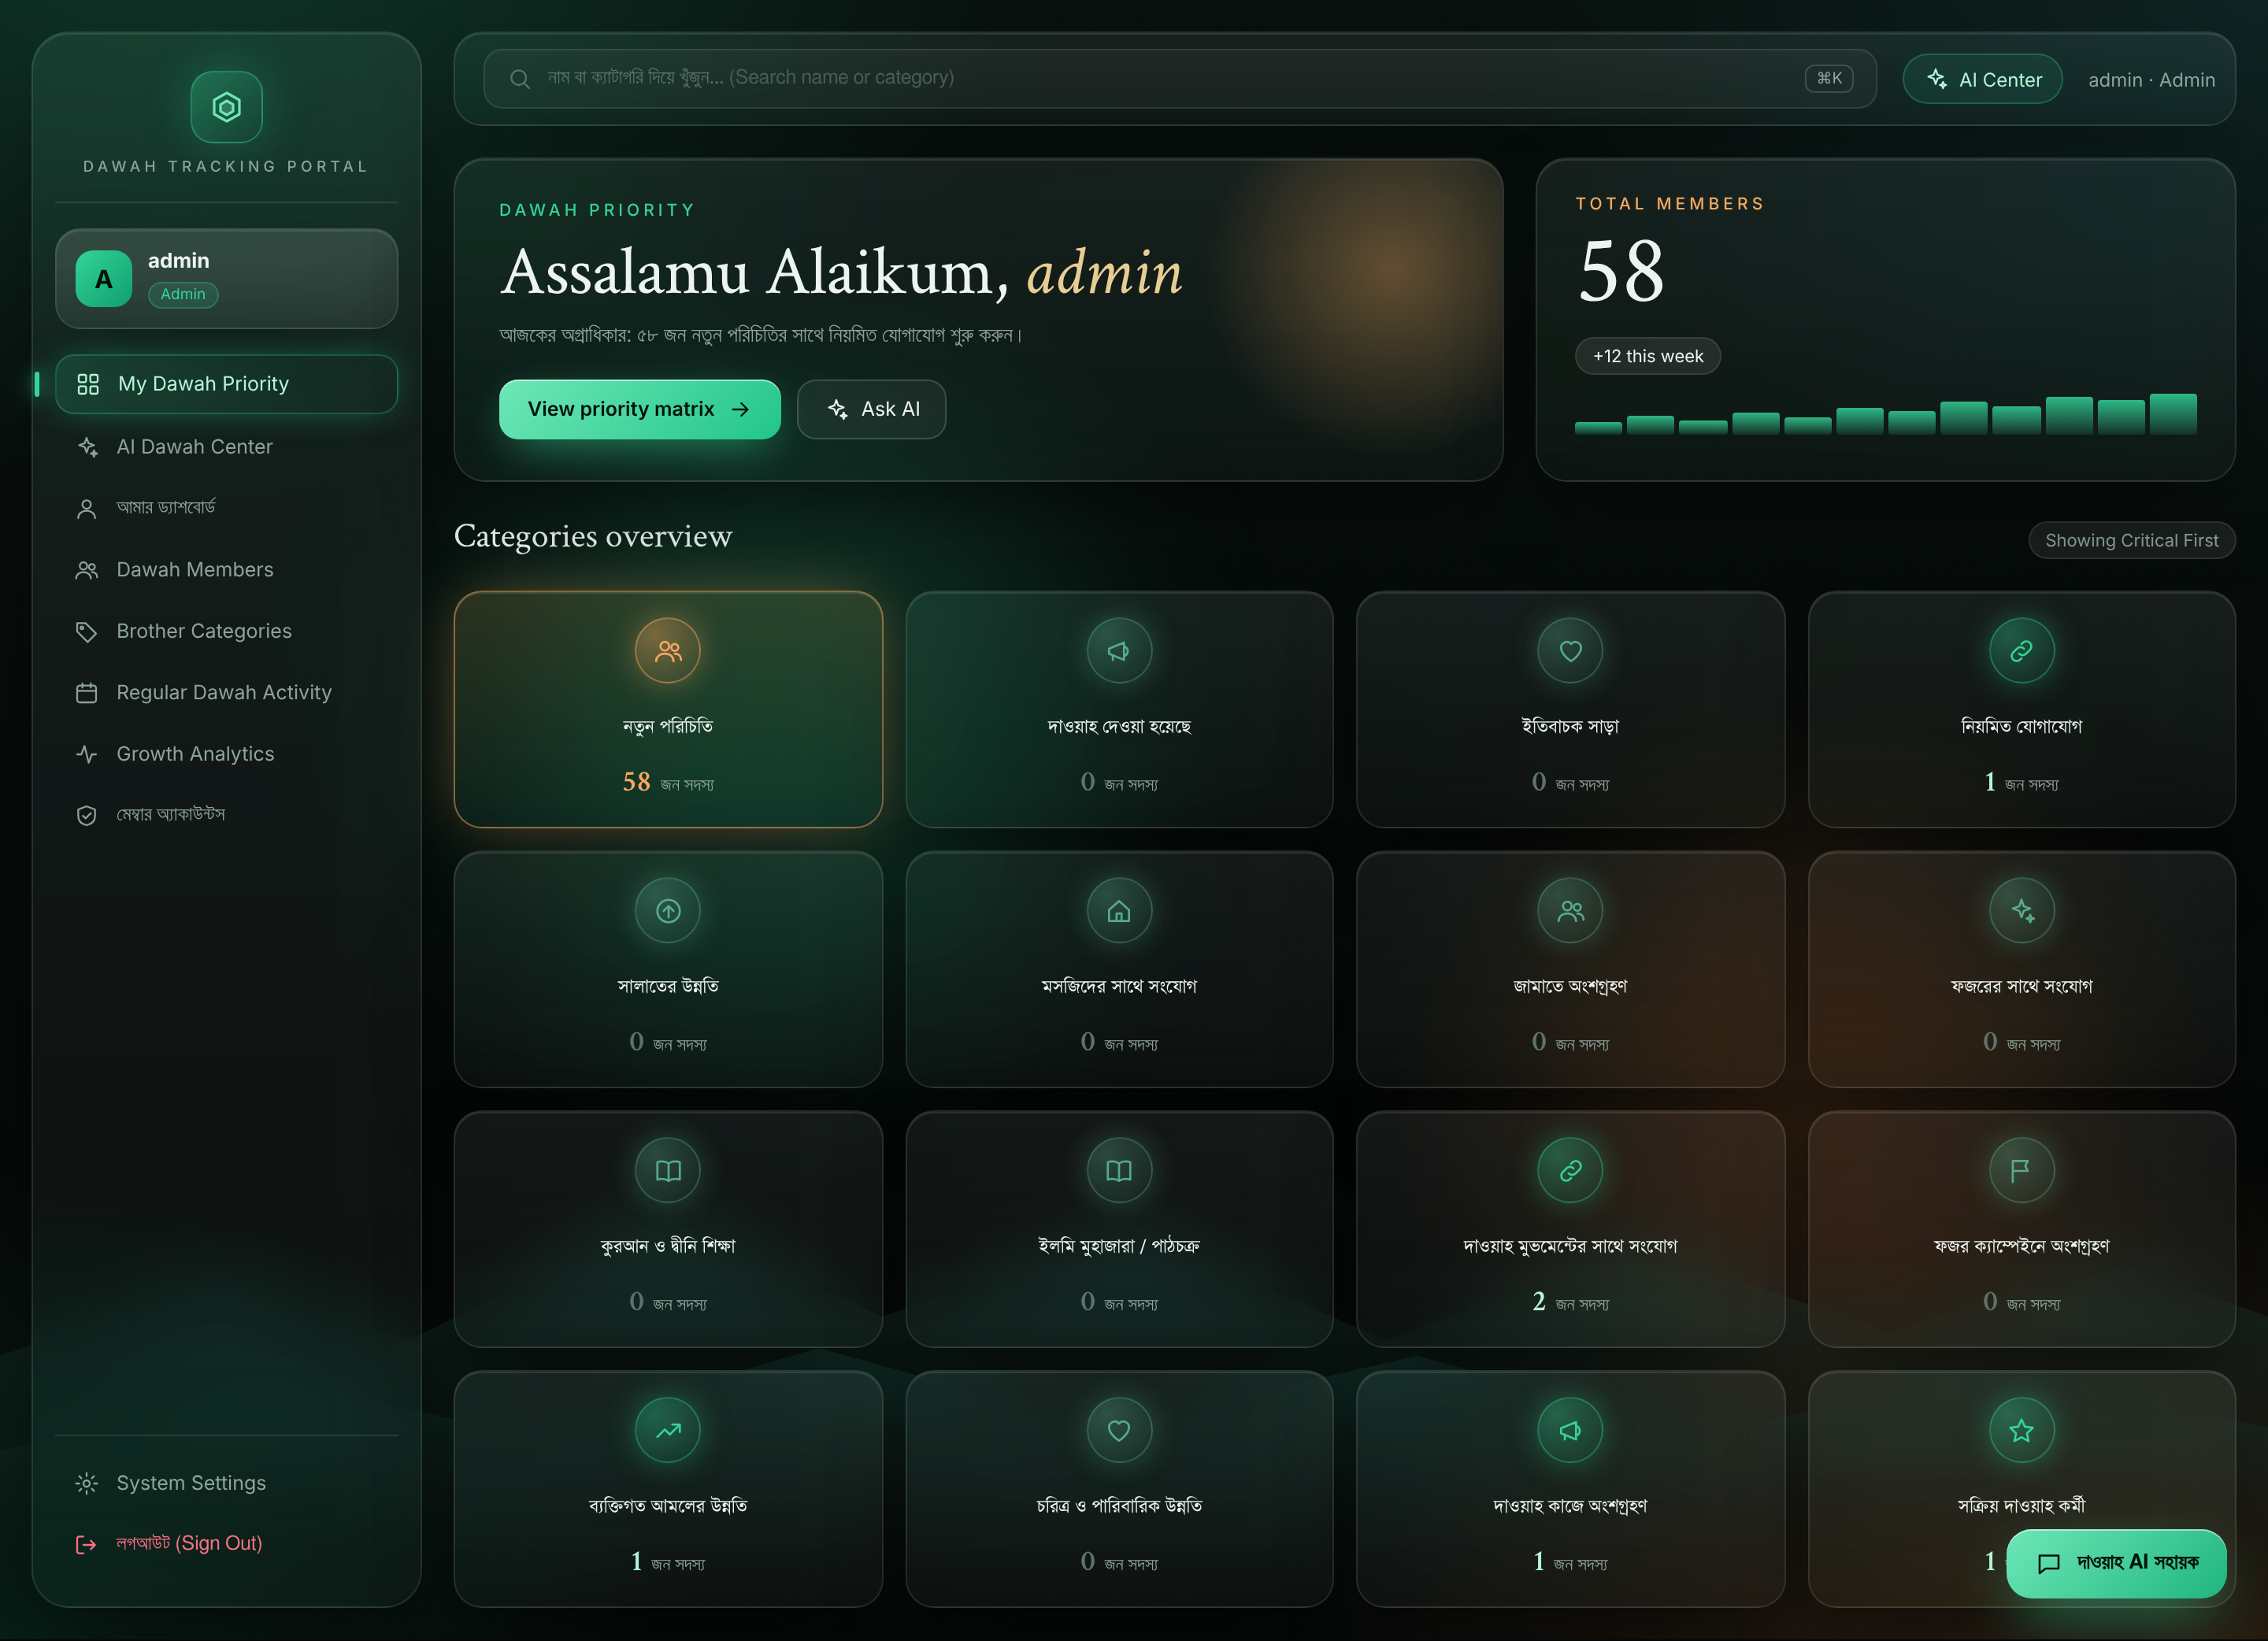 DAWAH TRACKING PORTAL
A
admin
Admin
My Dawah Priority
AI Dawah Center
আমার ড্যাশবোর্ড
Dawah Members
Brother Categories
Regular Dawah Activity
Growth Analytics
মেম্বার অ্যাকাউন্টস
System Settings
লগআউট (Sign Out)
নাম বা ক্যাটাগরি দিয়ে খুঁজুন... (Search name or category)
⌘K
AI Center
admin · Admin
DAWAH PRIORITY
Assalamu Alaikum, admin
আজকের অগ্রাধিকার: ৫৮ জন নতুন পরিচিতির সাথে নিয়মিত যোগাযোগ শুরু করুন।
View priority matrix →
Ask AI
TOTAL MEMBERS
58
+12 this week
Categories overview
Showing Critical First
নতুন পরিচিতি
58 জন সদস্য
দাওয়াহ দেওয়া হয়েছে
0 জন সদস্য
ইতিবাচক সাড়া
0 জন সদস্য
নিয়মিত যোগাযোগ
1 জন সদস্য
সালাতের উন্নতি
0 জন সদস্য
মসজিদের সাথে সংযোগ
0 জন সদস্য
জামাতে অংশগ্রহণ
0 জন সদস্য
ফজরের সাথে সংযোগ
0 জন সদস্য
কুরআন ও দ্বীনি শিক্ষা
0 জন সদস্য
ইলমি মুহাজারা / পাঠচক্র
0 জন সদস্য
দাওয়াহ মুভমেন্টের সাথে সংযোগ
2 জন সদস্য
ফজর ক্যাম্পেইনে অংশগ্রহণ
0 জন সদস্য
ব্যক্তিগত আমলের উন্নতি
1 জন সদস্য
চরিত্র ও পারিবারিক উন্নতি
0 জন সদস্য
দাওয়াহ কাজে অংশগ্রহণ
1 জন সদস্য
সক্রিয় দাওয়াহ কর্মী
1
দাওয়াহ AI সহায়ক